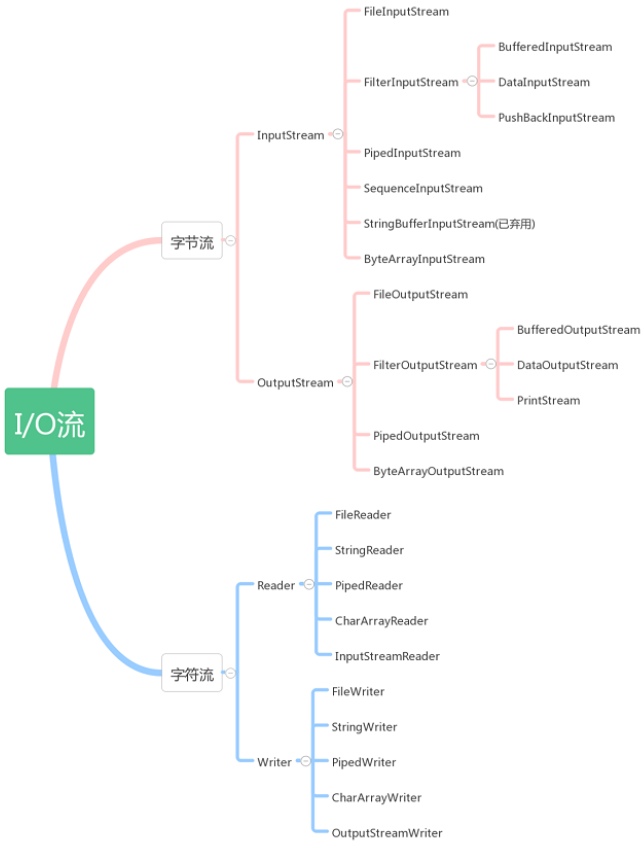 I/O流
字节流
InputStream
FileInputStream
FilterInputStream
BufferedInputStream
DataInputStream
PushBackInputStream
PipedInputStream
SequenceInputStream
StringBufferInputStream(已弃用)
ByteArrayInputStream
OutputStream
FileOutputStream
FilterOutputStream
BufferedOutputStream
DataOutputStream
PrintStream
PipedOutputStream
ByteArrayOutputStream
字符流
Reader
FileReader
StringReader
PipedReader
CharArrayReader
InputStreamReader
Writer
FileWriter
StringWriter
PipedWriter
CharArrayWriter
OutputStreamWriter